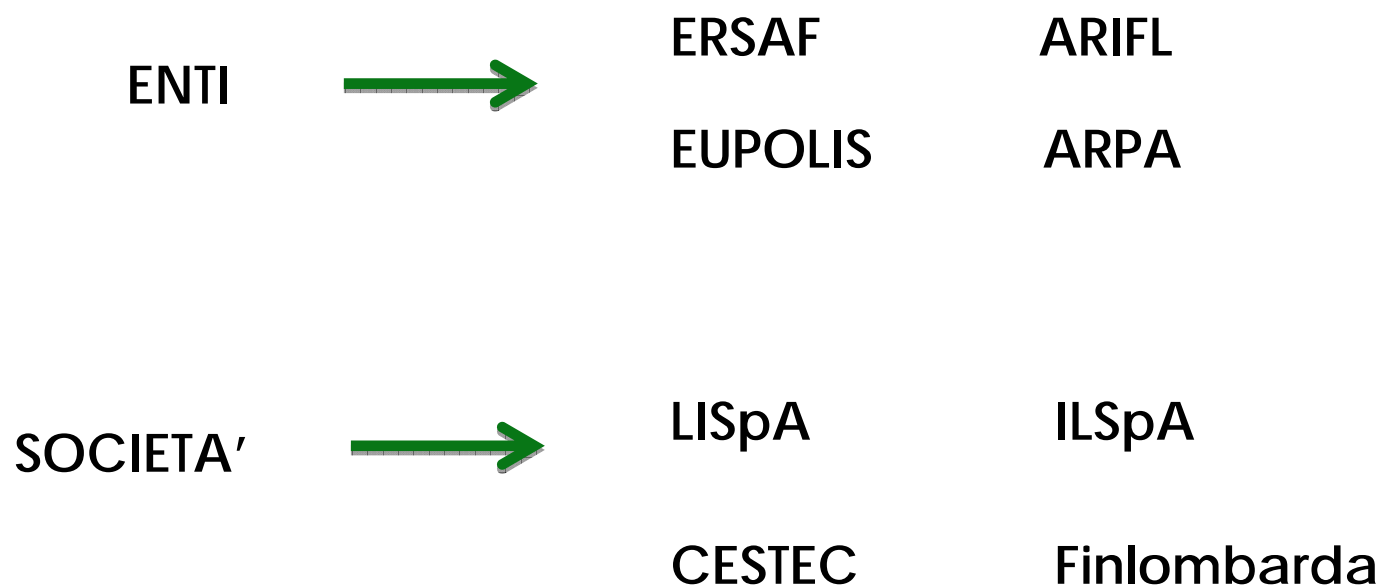 ERSAF ARIFL
ENTI
EUPOLIS ARPA
LISpA ILSpA
SOCIETA’
CESTEC Finlombarda